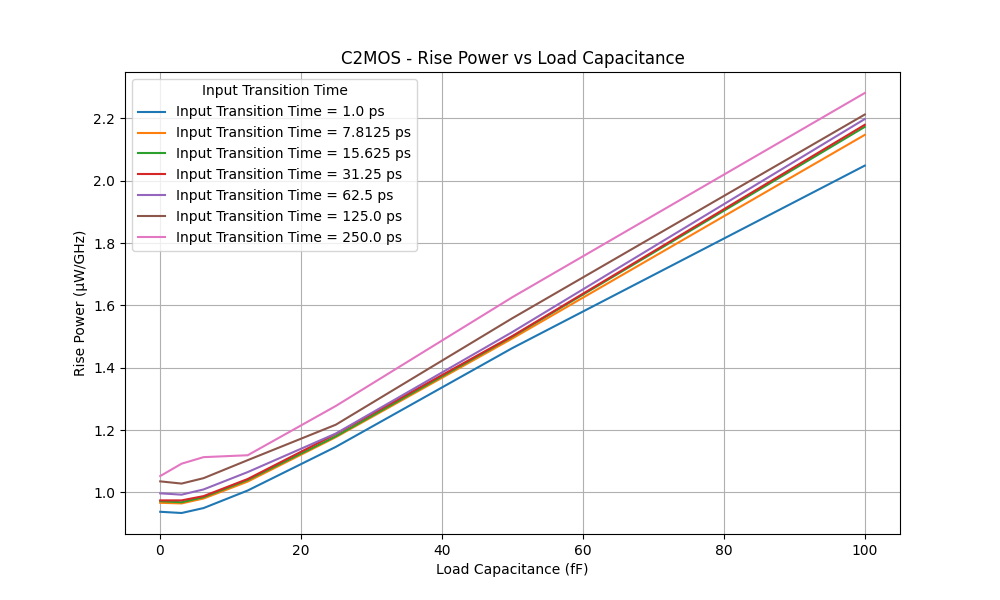 C2MOS - Rise Power vs Load Capacitance
Input Transition Time
Input Transition Time = 1.0 ps
Input Transition Time = 7.8125 ps
Input Transition Time = 15.625 ps
Input Transition Time = 31.25 ps
Input Transition Time = 62.5 ps
Input Transition Time = 125.0 ps
Input Transition Time = 250.0 ps
Rise Power (μW/GHz)
2.2
2.0
1.8
1.6
1.4
1.2
1.0
0 20 40 60 80 100
Load Capacitance (fF)